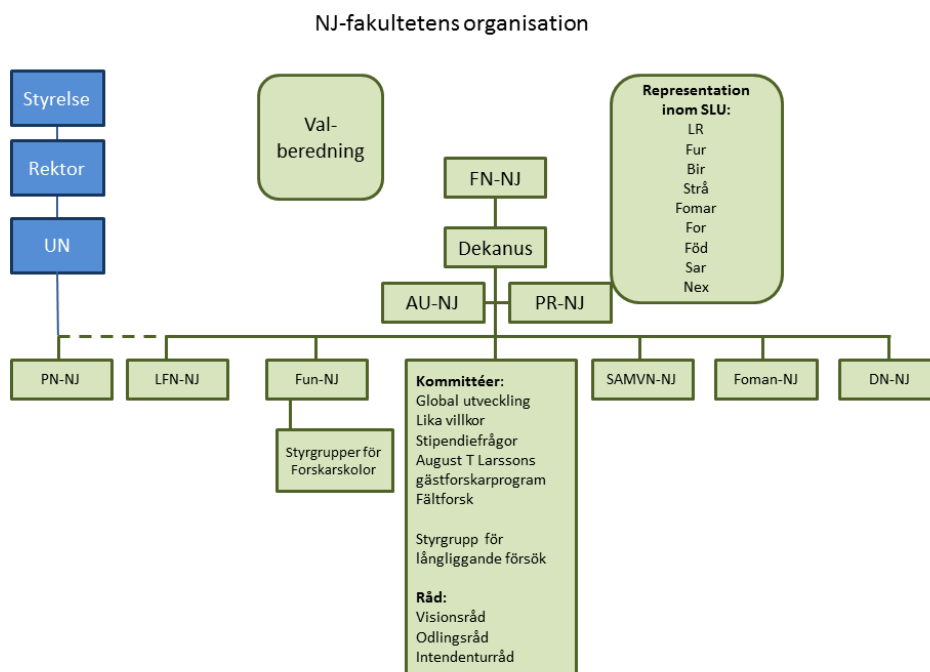 NJ-fakultetens organisation
Styrelse
Rektor
UN
Val-
beredning
Representation
inom SLU:
LR
Fur
Bir
Strå
Fomar
For
Föd
Sar
Nex
FN-NJ
Dekanus
AU-NJ
PR-NJ
PN-NJ
LFN-NJ
Fun-NJ
Styrgrupper för
Forskarskolor
Kommittéer:
Global utveckling
Lika villkor
Stipendiefrågor
August T Larssons
gästforskarprogram
Fältforsk
Styrgrupp för
långliggande försök
Råd:
Visionsråd
Odlingsråd
Intendenturråd
SAMVN-NJ
Foman-NJ
DN-NJ